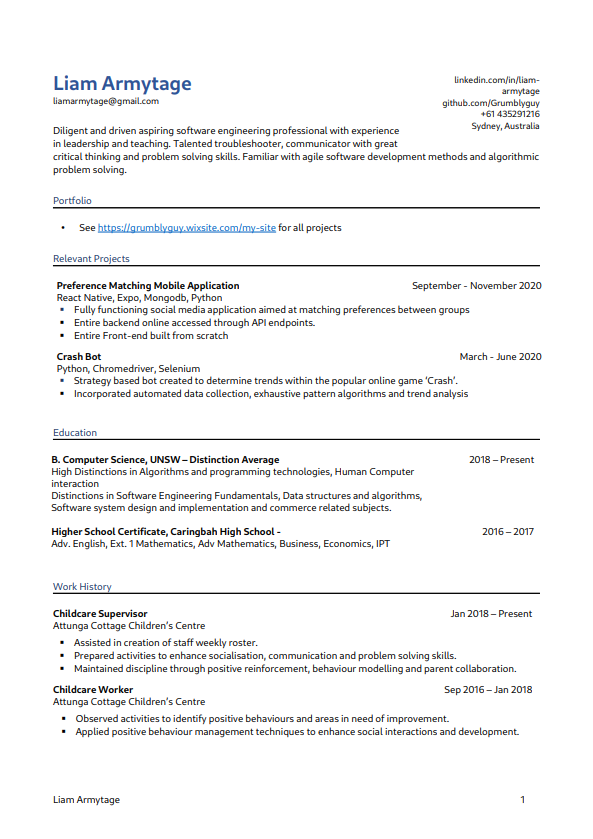 Liam Armytage
liamarmytage@gmail.com
linkedin.com/in/liam-
armytage
github.com/Grumblyguy
+61 435291216
Sydney, Australia
Diligent and driven aspiring software engineering professional with experience
in leadership and teaching. Talented troubleshooter, communicator with great
critical thinking and problem solving skills. Familiar with agile software development methods and algorithmic
problem solving.
Portfolio
• See https://grumblyguy.wixsite.com/my-site for all projects
Relevant Projects
Preference Matching Mobile Application September - November 2020
React Native, Expo, Mongodb, Python
▪ Fully functioning social media application aimed at matching preferences between groups
▪ Entire backend online accessed through API endpoints.
▪ Entire Front-end built from scratch
Crash Bot March - June 2020
Python, Chromedriver, Selenium
▪ Strategy based bot created to determine trends within the popular online game ‘Crash’.
▪ Incorporated automated data collection, exhaustive pattern algorithms and trend analysis
Education
B. Computer Science, UNSW – Distinction Average 2018 – Present
High Distinctions in Algorithms and programming technologies, Human Computer
interaction
Distinctions in Software Engineering Fundamentals, Data structures and algorithms,
Software system design and implementation and commerce related subjects.
Higher School Certificate, Caringbah High School - 2016 – 2017
Adv. English, Ext. 1 Mathematics, Adv Mathematics, Business, Economics, IPT
Work History
Childcare Supervisor Jan 2018 – Present
Attunga Cottage Children’s Centre
▪ Assisted in creation of staff weekly roster.
▪ Prepared activities to enhance socialisation, communication and problem solving skills.
▪ Maintained discipline through positive reinforcement, behaviour modelling and parent collaboration.
Childcare Worker Sep 2016 – Jan 2018
Attunga Cottage Children’s Centre
▪ Observed activities to identify positive behaviours and areas in need of improvement.
▪ Applied positive behaviour management techniques to enhance social interactions and development.
Liam Armytage 1